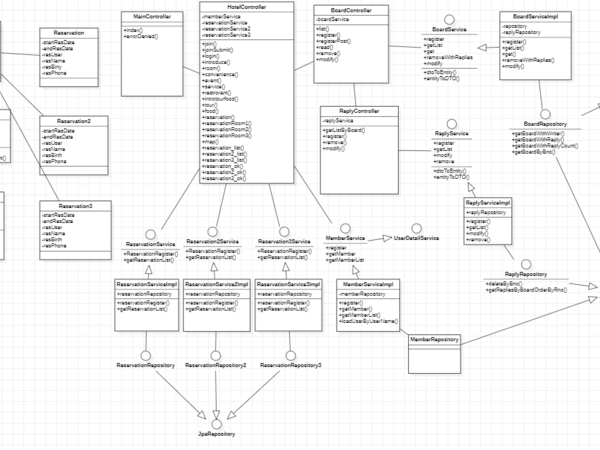 Reservation
-startResDate
-endResDate
-resUser
-resName
-resBirty
-resPhone
MainController
+index()
+errorDenied()
HotelController
-memberService
-reservationService
-reservationService2
-reservationService3
+join()
+joinSubmit()
+login()
+introduce()
+room()
+convenience()
+event()
+service()
+restrorant()
+introtourfood()
+tour()
+food()
+reservation()
+reservationRoom1()
+reservationRoom2()
+reservationRoom3()
+map()
+reservation_list()
+reservation2_list()
+reservation3_list()
+reservation_ok()
+reservation2_ok()
+reservation3_ok()
BoardController
-boardService
+list()
+register()
+registerPost()
+read()
+remove()
+modify()
BoardService
+register
+getList
+get
+removeWithReplies
+modify
+dtoToEntity()
+entityToDTO()
BoardServiceImpl
-repository
-replyRepository
+register()
+getList()
+get()
+removeWithReplies()
+modify()
Reservation2
-startResDate
-endResDate
-resUser
-resName
-resBirth
-resPhone
ReplyController
-replyService
+getListByBoard()
+register()
+remove()
+modify()
ReplyService
+register
+getList
+modify
+remove
+dtoToEntity()
+entityToDTO
BoardRepository
+getBoardWithWriter()
+getBoardWithReply()
+getBoardWithReplyCount()
+getBoardByBno()
Reservation3
-startResDate
-endResDate
-resUser
-resName
-resBirth
-resPhone
ReplyServiceImpl
+replyRepository
+register()
+getList()
+modify()
+remove()
ReservationService
+ReservationRegister()
+getReservationList()
Reservation2Service
+ReservationRegister()
+getReservationList()
Reservation3Service
+ReservationRegister()
+getReservationList()
MemberService
+register
+getMember
+getMemberList
UserDetailService
ReplyRepository
+deleteByBno()
+getRepliesByBoardOrderByRno()
ReservationServiceImpl
+reservationRepository
+reservationRegister()
+getReservationList()
ReservationService2Impl
+reservationRepository
+reservationRegister()
+getReservationList()
ReservationService3Impl
+reservationRepository
+reservationRegister()
+getReservationList()
MemberServiceImpl
-memberRepository
+register()
+getMember()
+getMemberList()
+loadUserByUserName()
MemberRepository
ReservationRepository
ReservationRepository2
ReservationRepository3
JpaRepository